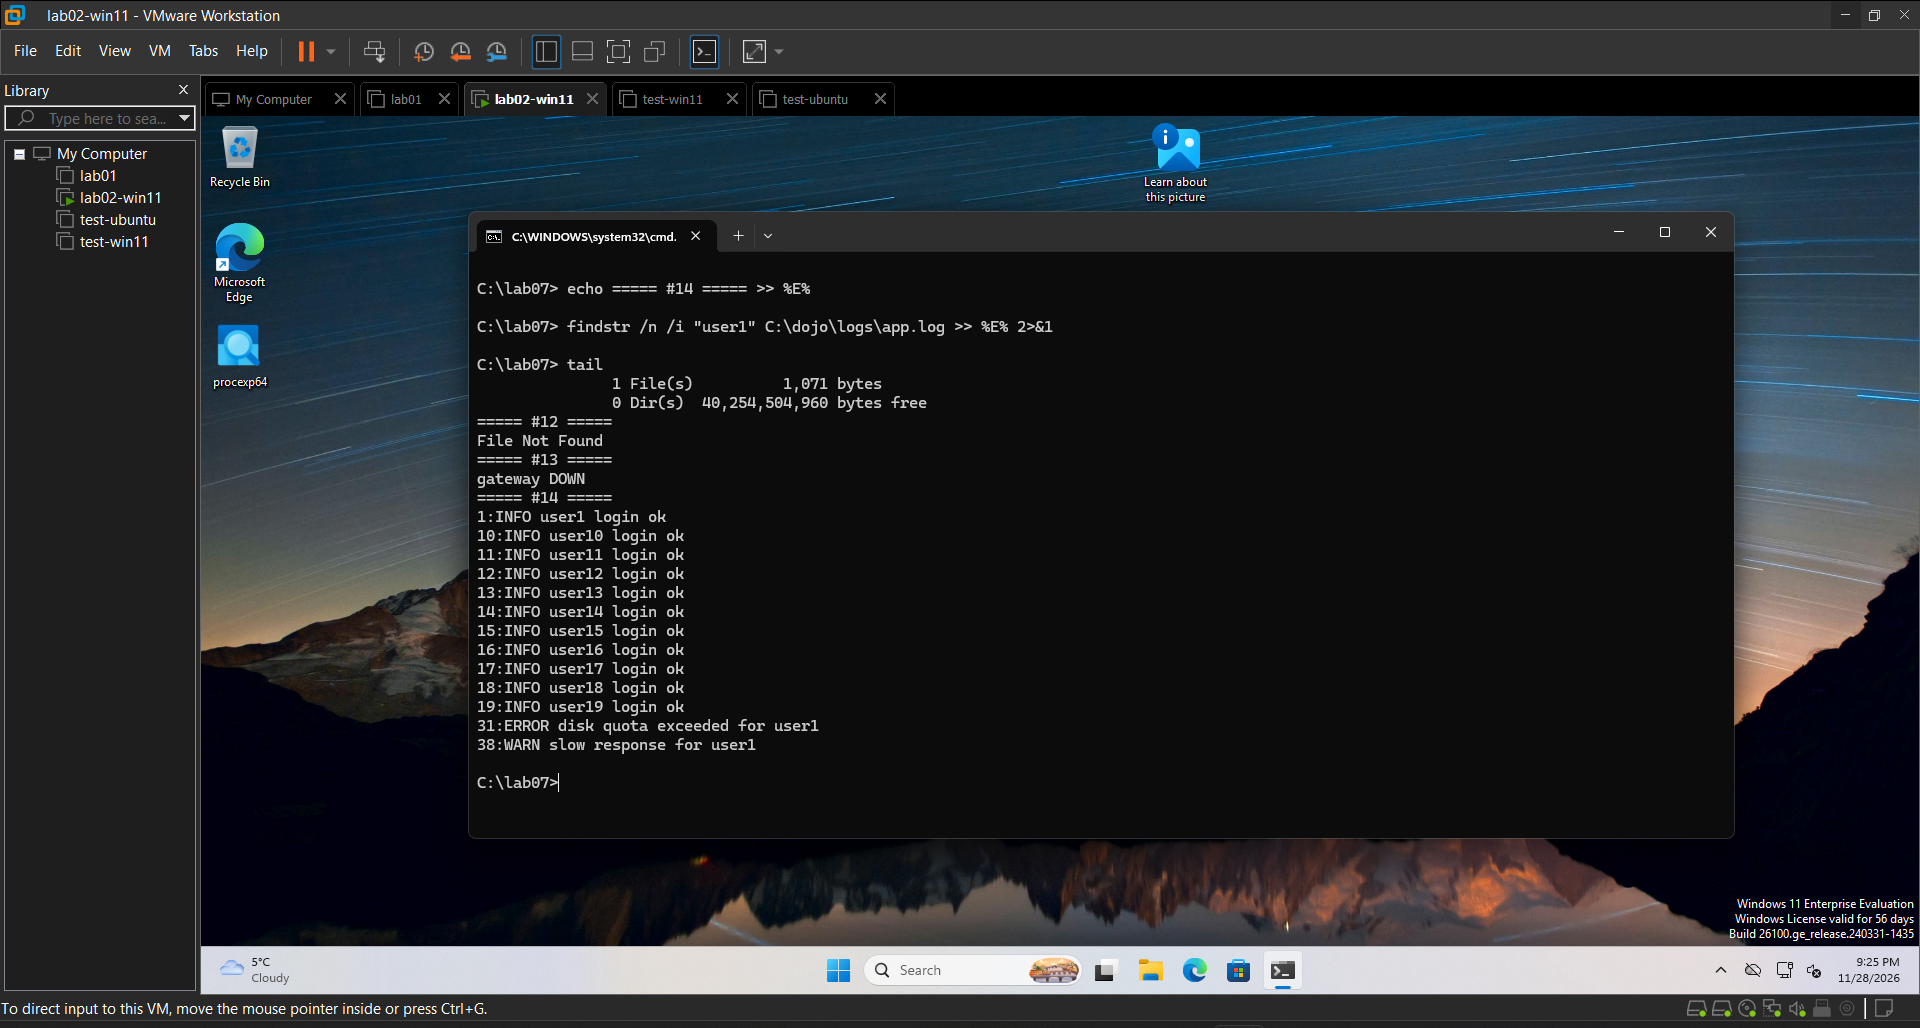 lab02-win11 - VMware Workstation
File Edit View VM Tabs Help
Library
My Computer
lab01
lab02-win11
test-win11
test-ubuntu
Type here to sea...
My Computer
lab01
lab02-win11
test-ubuntu
test-win11
Recycle Bin
Microsoft
Edge
procexp64
Learn about
this picture
C:\WINDOWS\system32\cmd.
C:\lab07> echo ===== #14 ===== >> %E%
C:\lab07> findstr /n /i "user1" C:\dojo\logs\app.log >> %E% 2>&1
C:\lab07> tail
1 File(s) 1,071 bytes
0 Dir(s) 40,254,504,960 bytes free
===== #12 =====
File Not Found
===== #13 =====
gateway DOWN
===== #14 =====
1:INFO user1 login ok
10:INFO user10 login ok
11:INFO user11 login ok
12:INFO user12 login ok
13:INFO user13 login ok
14:INFO user14 login ok
15:INFO user15 login ok
16:INFO user16 login ok
17:INFO user17 login ok
18:INFO user18 login ok
19:INFO user19 login ok
31:ERROR disk quota exceeded for user1
38:WARN slow response for user1
C:\lab07>
Windows 11 Enterprise Evaluation
Windows License valid for 56 days
Build 26100.ge_release.240331-1435
5°C
Cloudy
Search
9:25 PM
11/28/2026
To direct input to this VM, move the mouse pointer inside or press Ctrl+G.